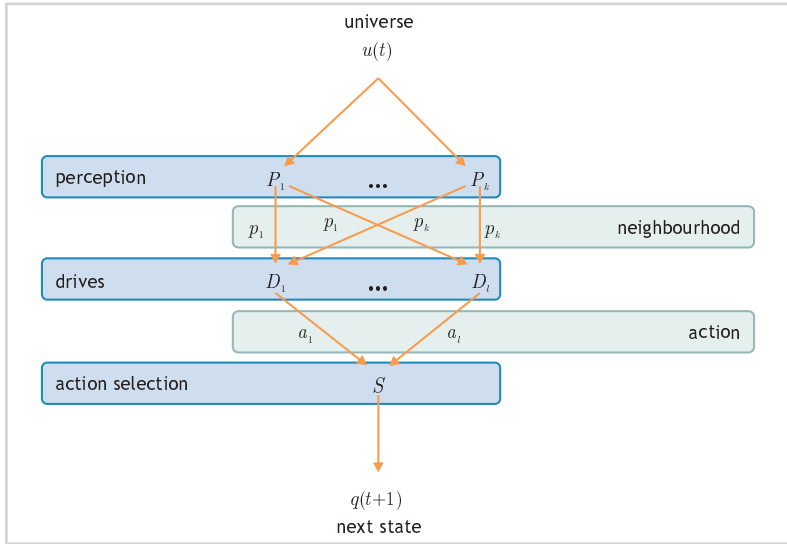 universe
u(t)
perception P₁ ... Pₖ
p₁ p₁ pₖ pₖ neighbourhood
drives D₁ ... Dₗ
a₁ aₗ action
action selection S
q(t+1)
next state